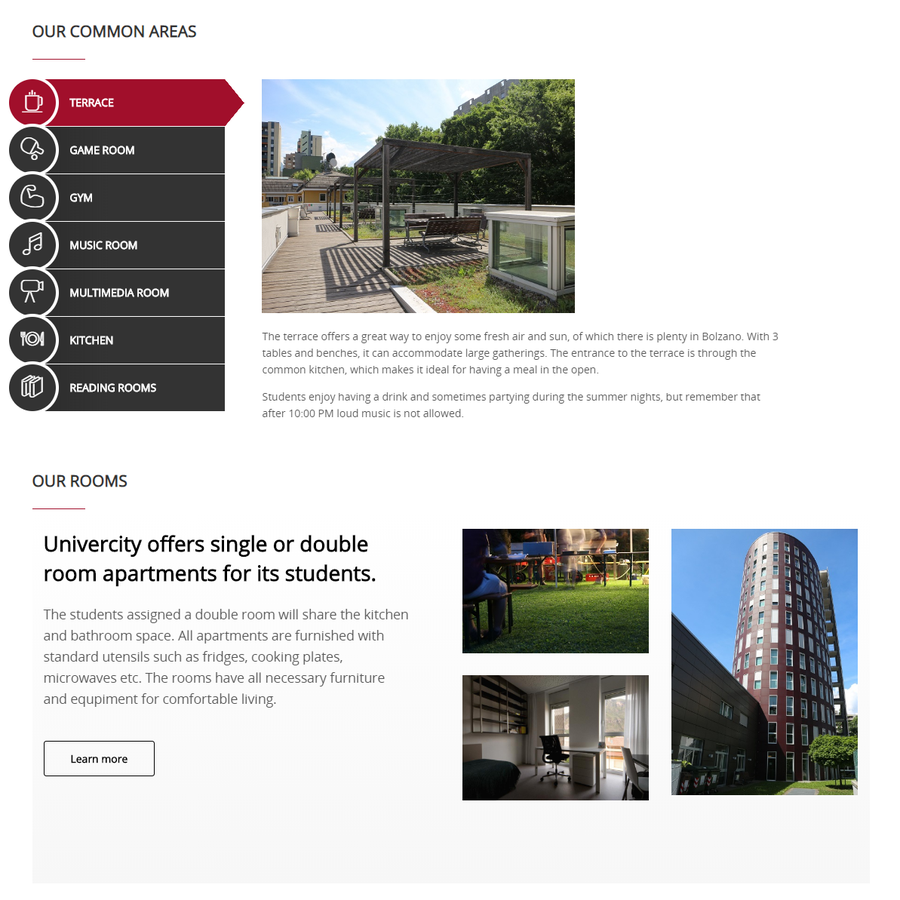 OUR COMMON AREAS
TERRACE
GAME ROOM
GYM
MUSIC ROOM
MULTIMEDIA ROOM
KITCHEN
READING ROOMS
The terrace offers a great way to enjoy some fresh air and sun, of which there is plenty in Bolzano. With 3
tables and benches, it can accommodate large gatherings. The entrance to the terrace is through the
common kitchen, which makes it ideal for having a meal in the open.
Students enjoy having a drink and sometimes partying during the summer nights, but remember that
after 10:00 PM loud music is not allowed.
OUR ROOMS
Univercity offers single or double
room apartments for its students.
The students assigned a double room will share the kitchen
and bathroom space. All apartments are furnished with
standard utensils such as fridges, cooking plates,
microwaves etc. The rooms have all necessary furniture
and equpiment for comfortable living.
Learn more